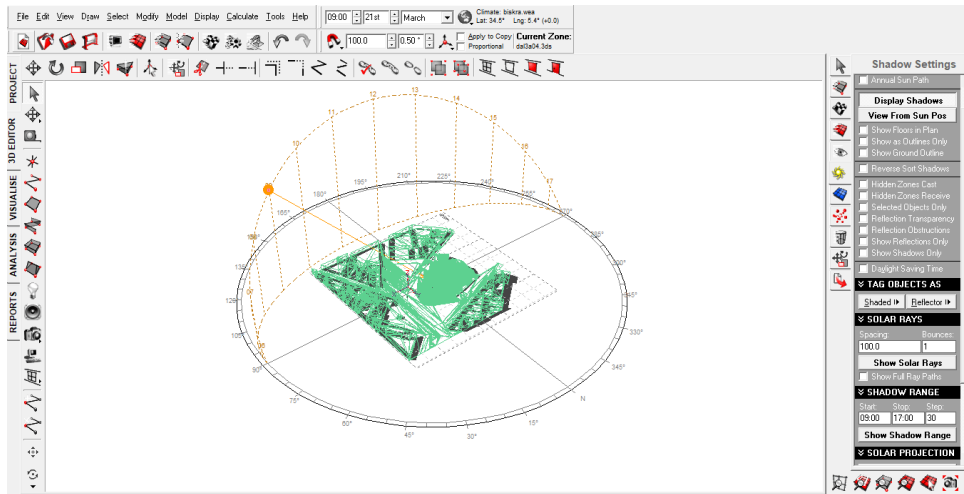 File Edit View Draw Select Modify Model Display Calculate Tools Help
09:00 21st March
Climate: biskra.wea
Lat: 34.5° Lng: 5.4° (+0.0)
100.0 0.50° Apply to Copy Proportional
Current Zone:
dal3a04.3ds
PROJECT
3D EDITOR
VISUALISE
ANALYSIS
REPORTS
10 11 12 13 14 15 16 17
180° 195° 210° 225° 240°
165°
135°
120°
105°
90°
75°
60°
45°
30°
15°
N
345°
330°
Shadow Settings
Annual Sun Path
Display Shadows
View From Sun Pos
Show Floors in Plan
Show as Outlines Only
Show Ground Outline
Reverse Sort Shadows
Hidden Zones Cast
Hidden Zones Receive
Selected Objects Only
Reflection Transparency
Reflection Obstructions
Show Reflections Only
Show Shadows Only
Daylight Saving Time
TAG OBJECTS AS
Shaded Reflector
SOLAR RAYS
Spacing: Bounces:
100.0 1
Show Solar Rays
Show Full Ray Paths
SHADOW RANGE
Start: Stop: Step:
09:00 17:00 30
Show Shadow Range
SOLAR PROJECTION